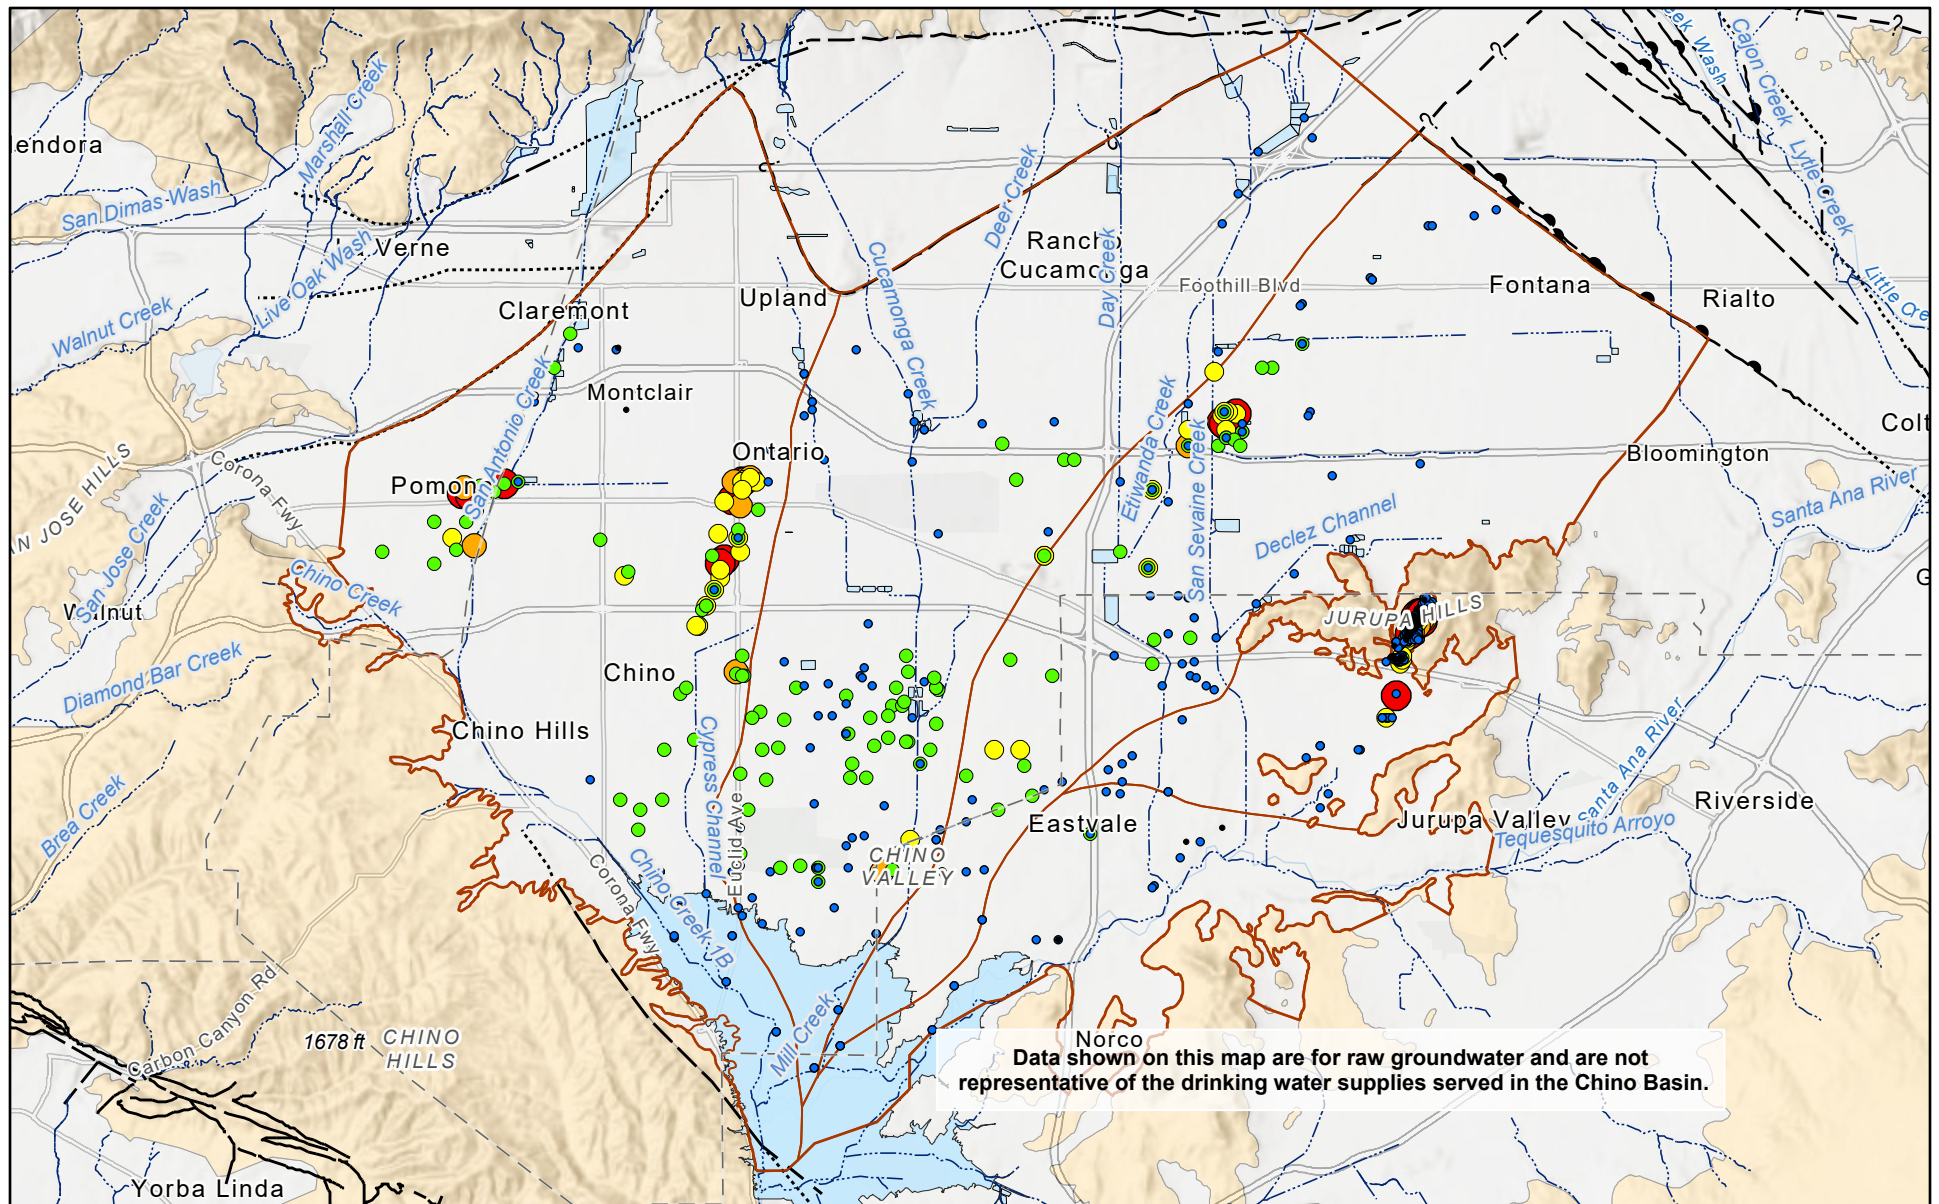 eek
Wash
Cajon Creek
Marshall Creek
lendora
San Dimas Wash
Lytle Creek
Deer Creek
Verne
Live Oak Wash
Cucamonga Creek
Rancho
Cucamonga
Day Creek
Foothill Blvd
Fontana
Rialto
Little Cre
Walnut Creek
Claremont
Upland
San Antonio Creek
Montclair
Etiwanda Creek
Colt
Ontario
Bloomington
AN JOSE HILLS
Corona Fwy
Pomona
San Sevaine Creek
Declez Channel
Santa Ana River
San Jose Creek
Chino Creek
Walnut
JURUPA HILLS
G
Diamond Bar Creek
Chino
Chino Hills
Cypress Channel
Euclid Ave
Santa Ana River
Brea Creek
Eastvale
Jurupa Valley
Riverside
Tequesquito Arroyo
CHINO
VALLEY
Chino Creek 1B
Corona Fwy
Carbon Canyon Rd
1678 ft
CHINO
HILLS
Mill Creek
Norco
Data shown on this map are for raw groundwater and are not
representative of the drinking water supplies served in the Chino Basin.
Yorba Linda
?
?
?
?